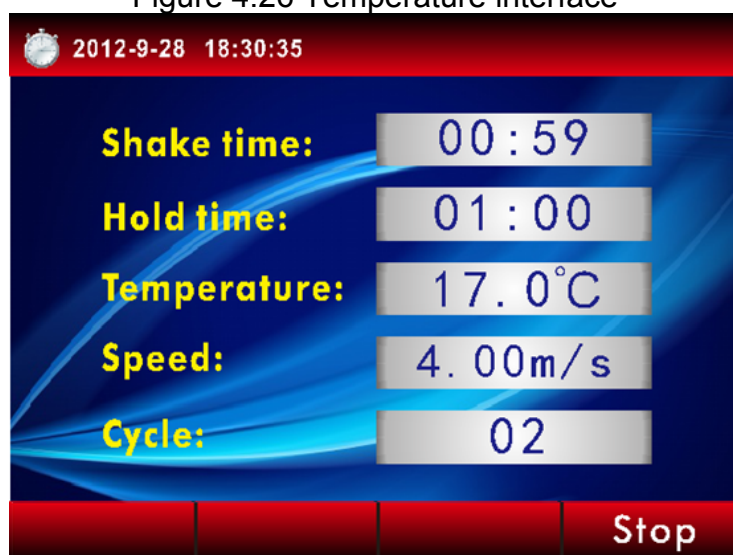 Figure 4.26 Temperature interface
2012-9-28 18:30:35
Shake time: 00:59
Hold time: 01:00
Temperature: 17.0°C
Speed: 4.00m/s
Cycle: 02
Stop